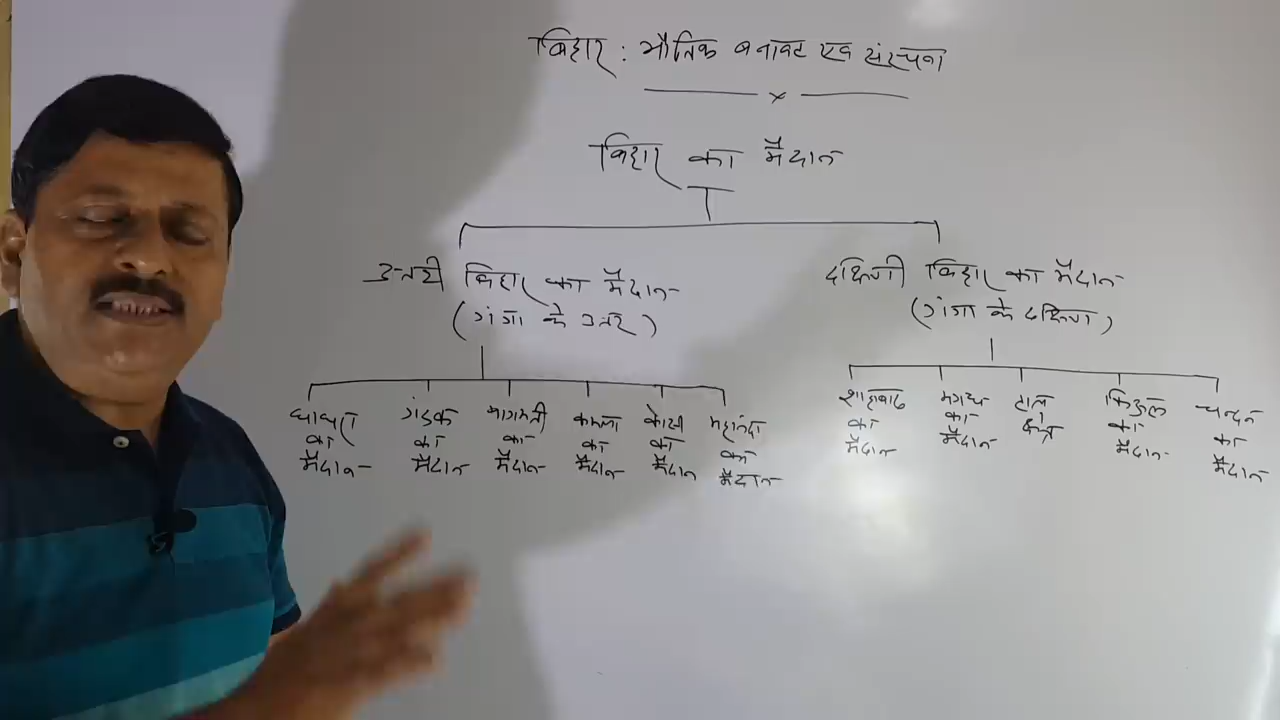 बिहार : भौतिक बनावट एवं संरचना
बिहार का मैदान
उत्तरी बिहार का मैदान
(गंगा के उत्तर)
दक्षिणी बिहार का मैदान
(गंगा के दक्षिण)
घाघरा
का
मैदान
गंडक
का
मैदान
बागमती
का
मैदान
कमला
का
मैदान
कोसी
का
मैदान
महानंदा
का
मैदान
शाहाबाद
का
मैदान
मगध
का
मैदान
टाल
क्षेत्र
किऊल
का
मैदान
चन्दन
का
मैदान